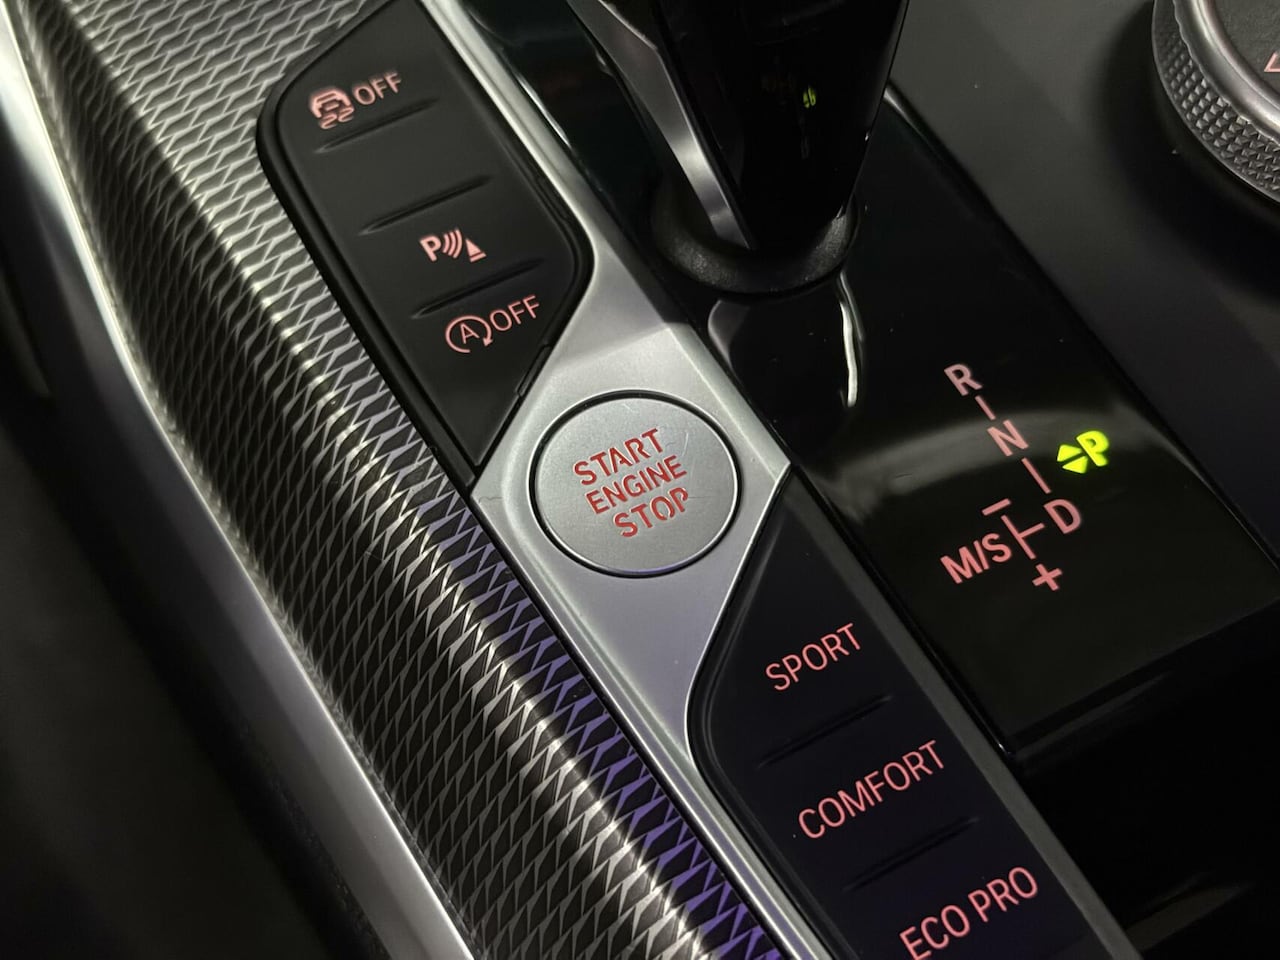 OFF
P
A OFF
START
ENGINE
STOP
R
N
P
D
M/S
+
SPORT
COMFORT
ECO PRO